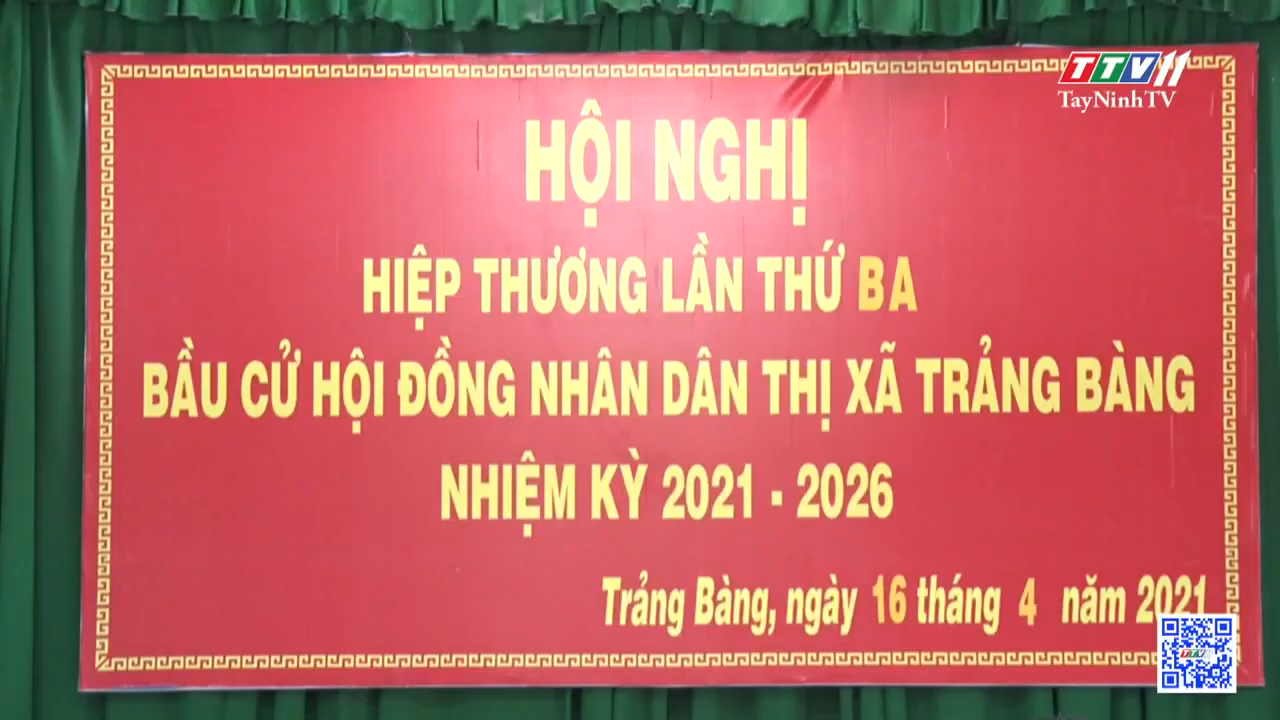 TTV11
TayNinhTV
HỘI NGHỊ
HIỆP THƯƠNG LẦN THỨ BA
BẦU CỬ HỘI ĐỒNG NHÂN DÂN THỊ XÃ TRẢNG BÀNG
NHIỆM KỲ 2021 - 2026
Trảng Bàng, ngày 16 tháng 4 năm 2021
TTV